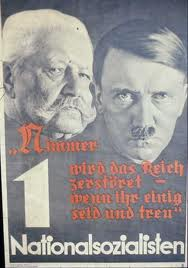 „Nimmer
wird das Reich
zerstöret –
wenn ihr einig
seid und treu“
1
Nationalsozialisten